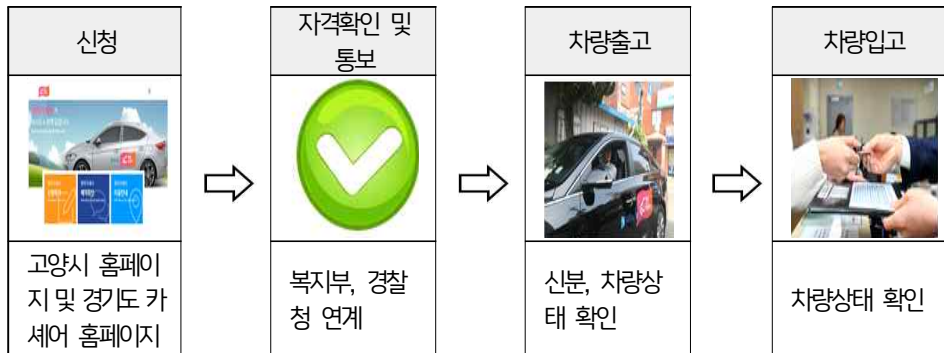 신청
자격확인 및
통보
차량출고
차량입고
고양시 홈페이
지 및 경기도 카
셰어 홈페이지
복지부, 경찰
청 연계
신분, 차량상
태 확인
차량상태 확인